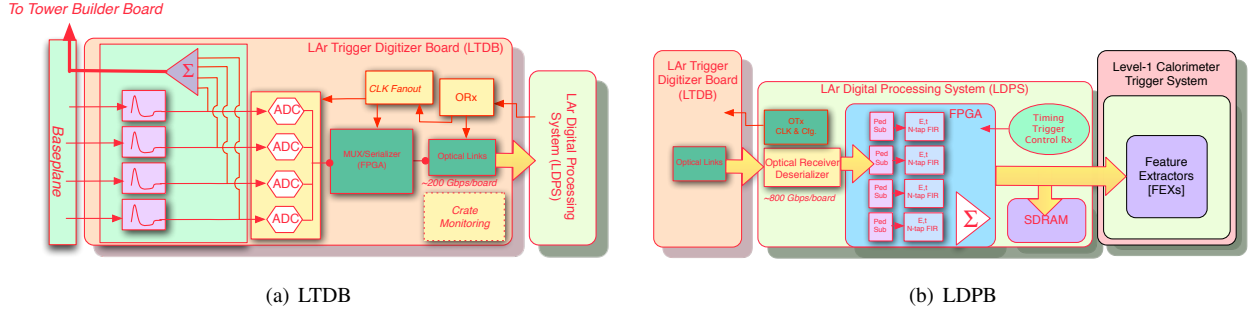 To Tower Builder Board
LAr Trigger Digitizer Board (LTDB)
Baseplane
Σ
CLK Fanout
ORx
ADC
ADC
ADC
ADC
MUX/Serializer
(FPGA)
Optical Links
~200 Gbps/board
Crate
Monitoring
LAr Digital Processing
System (LDPS)
(a) LTDB
LAr Trigger
Digitizer Board
(LTDB)
Optical Links
LAr Digital Processing System (LDPS)
OTs
CLK & Cfg.
Optical Receiver
Deserializer
~800 Gbps/board
FPGA
Ped
Sub
E,t
N-tap FIR
Ped
Sub
E,t
N-tap FIR
Ped
Sub
E,t
N-tap FIR
Ped
Sub
E,t
N-tap FIR
Σ
Timing
Trigger
Control Rx
SDRAM
Level-1 Calorimeter
Trigger System
Feature
Extractors
[FEXs]
(b) LDPB